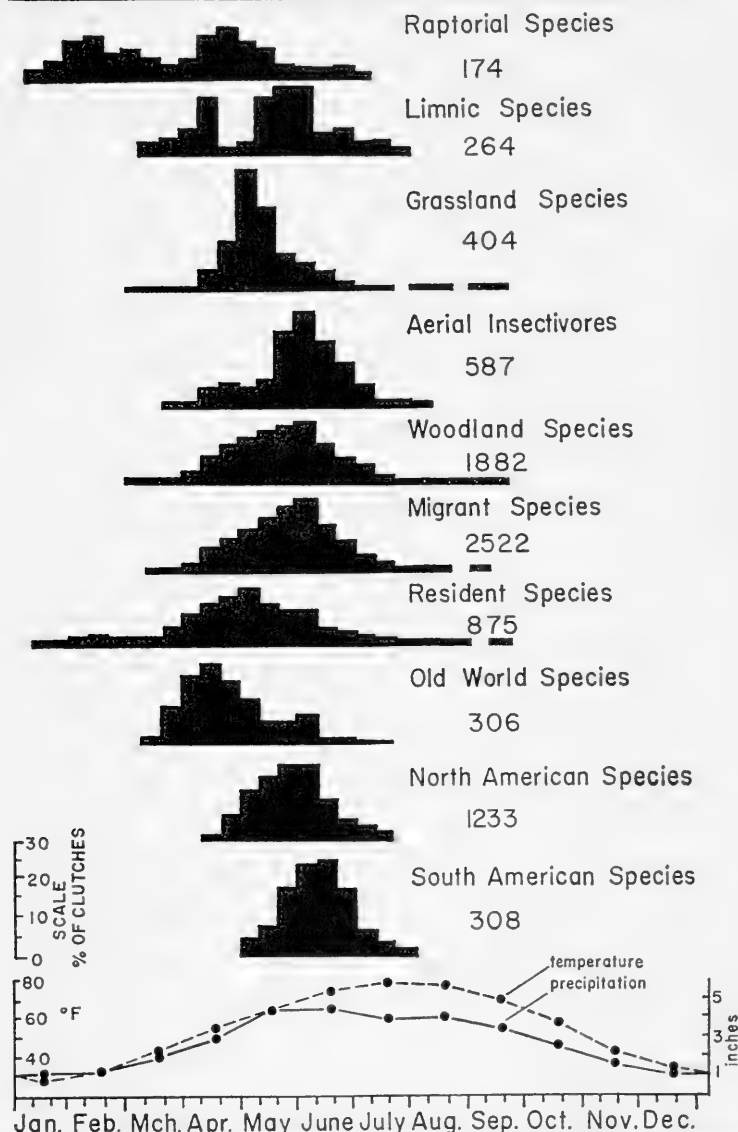 Raptorial Species
174
Limnic Species
264
Grassland Species
404
Aerial Insectivores
587
Woodland Species
1882
Migrant Species
2522
Resident Species
875
Old World Species
306
North American Species
1233
South American Species
308
30
20
10
0
SCALE
% OF CLUTCHES
temperature
precipitation
80
60
40
°F
5
3
1
inches
Jan. Feb. Mch. Apr. May June July Aug. Sep. Oct. Nov. Dec.